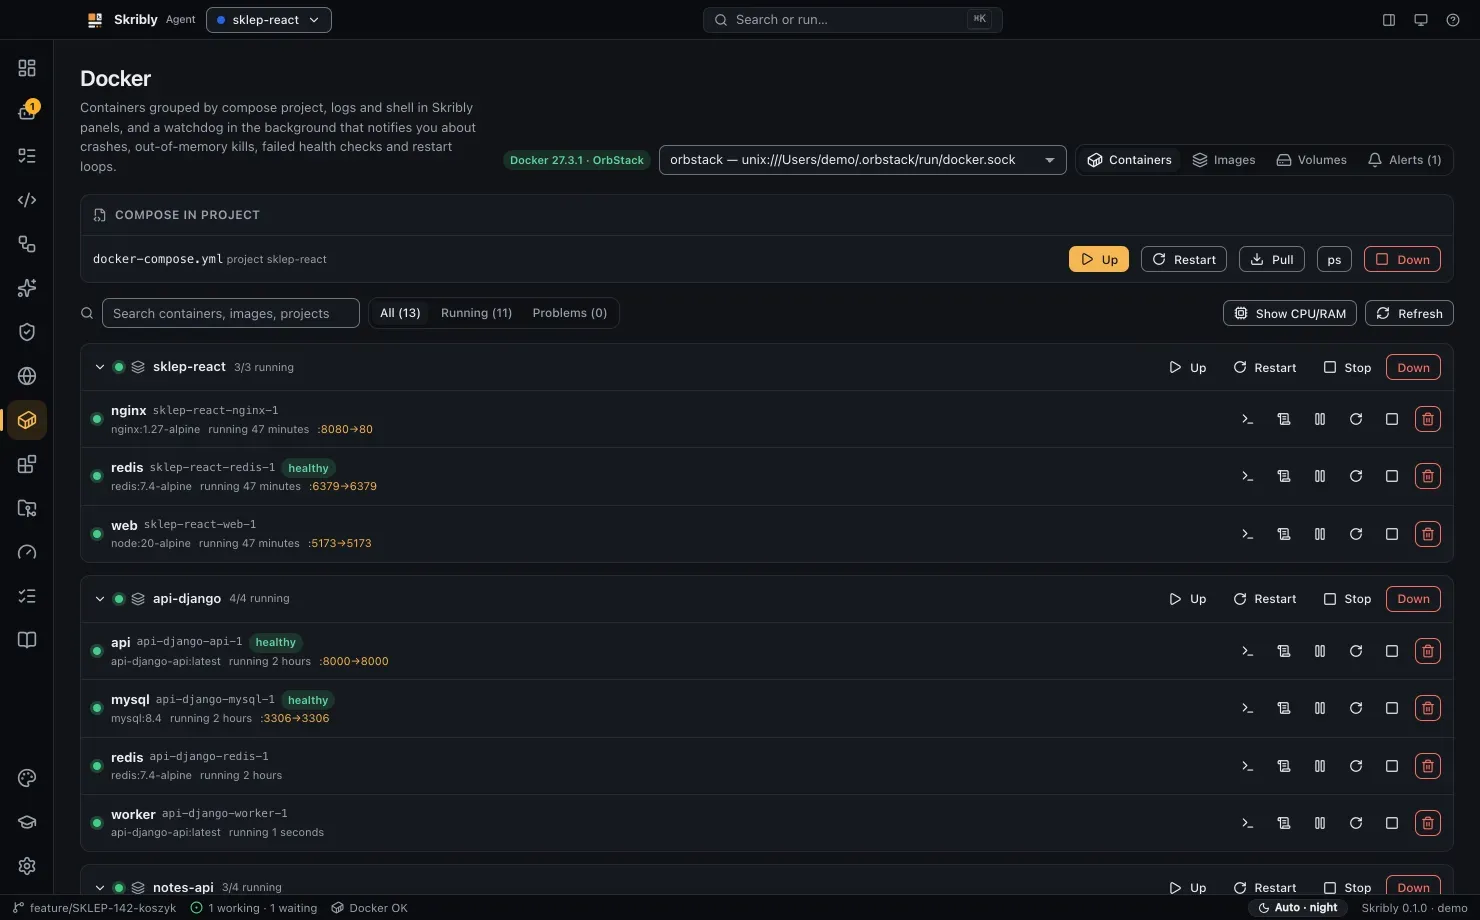 Skribly Agent sklep-react
Search or run...
⌘K
1
Docker
Containers grouped by compose project, logs and shell in Skribly
panels, and a watchdog in the background that notifies you about
crashes, out-of-memory kills, failed health checks and restart
loops.
Docker 27.3.1 · OrbStack
orbstack — unix:///Users/demo/.orbstack/run/docker.sock
Containers Images Volumes Alerts (1)
COMPOSE IN PROJECT
docker-compose.yml project sklep-react
Up Restart Pull ps Down
Search containers, images, projects
All (13) Running (11) Problems (0)
Show CPU/RAM Refresh
sklep-react 3/3 running
Up Restart Stop Down
nginx sklep-react-nginx-1
nginx:1.27-alpine running 47 minutes :8080→80
redis sklep-react-redis-1 healthy
redis:7.4-alpine running 47 minutes :6379→6379
web sklep-react-web-1
node:20-alpine running 47 minutes :5173→5173
api-django 4/4 running
Up Restart Stop Down
api api-django-api-1 healthy
api-django-api:latest running 2 hours :8000→8000
mysql api-django-mysql-1 healthy
mysql:8.4 running 2 hours :3306→3306
redis api-django-redis-1
redis:7.4-alpine running 2 hours
worker api-django-worker-1
api-django-api:latest running 1 seconds
notes-api 3/4 running
Up Restart Stop Down
feature/SKLEP-142-koszyk 1 working · 1 waiting Docker OK
Auto · night Skribly 0.1.0 · demo